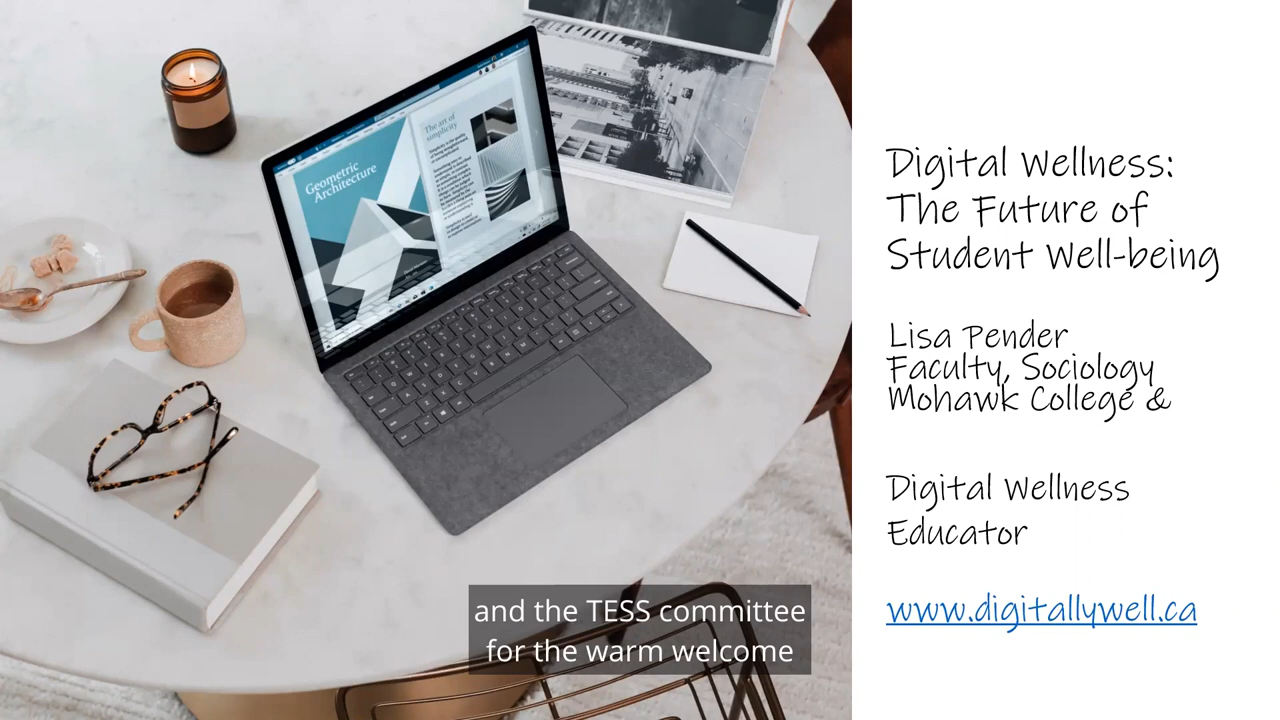 Geometric
Architecture
The art of
simplicity
Digital Wellness:
The Future of
Student Well-being
Lisa Pender
Faculty, Sociology
Mohawk College &
Digital Wellness
Educator
www.digitallywell.ca
and the TESS committee
for the warm welcome